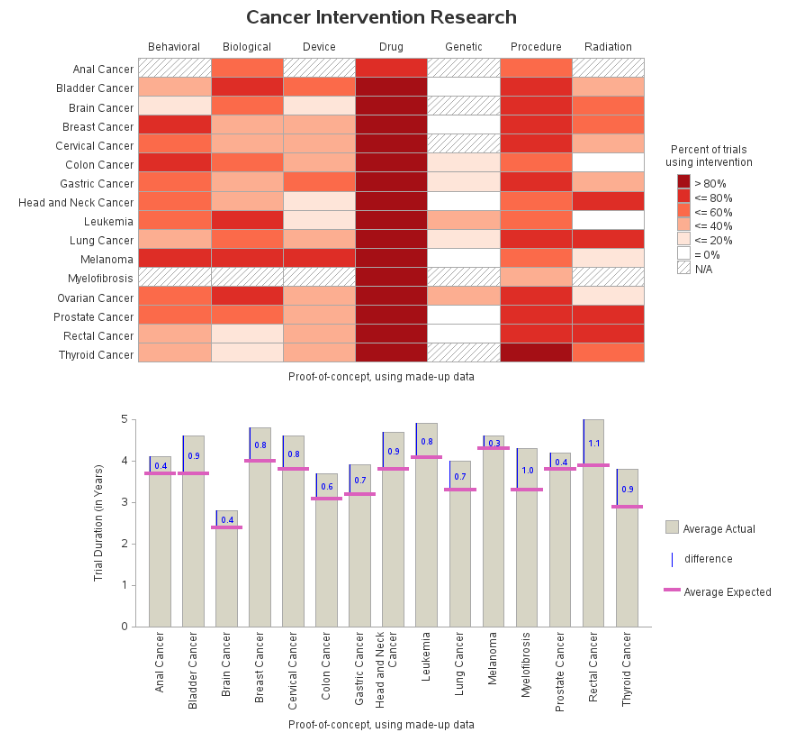 Cancer Intervention Research
Behavioral Biological Device Drug Genetic Procedure Radiation
Anal Cancer
Bladder Cancer
Brain Cancer
Breast Cancer
Cervical Cancer
Colon Cancer
Gastric Cancer
Head and Neck Cancer
Leukemia
Lung Cancer
Melanoma
Myelofibrosis
Ovarian Cancer
Prostate Cancer
Rectal Cancer
Thyroid Cancer
Percent of trials
using intervention
> 80%
<= 80%
<= 60%
<= 40%
<= 20%
= 0%
N/A
Proof-of-concept, using made-up data
Trial Duration (in Years)
5
4
3
2
1
0
0.4
0.9
0.4
0.8
0.8
0.6
0.7
0.9
0.8
0.7
0.3
1.0
0.4
1.1
0.9
Anal Cancer
Bladder Cancer
Brain Cancer
Breast Cancer
Cervical Cancer
Colon Cancer
Gastric Cancer
Head and Neck
Cancer
Leukemia
Lung Cancer
Melanoma
Myelofibrosis
Prostate Cancer
Rectal Cancer
Thyroid Cancer
Average Actual
difference
Average Expected
Proof-of-concept, using made-up data